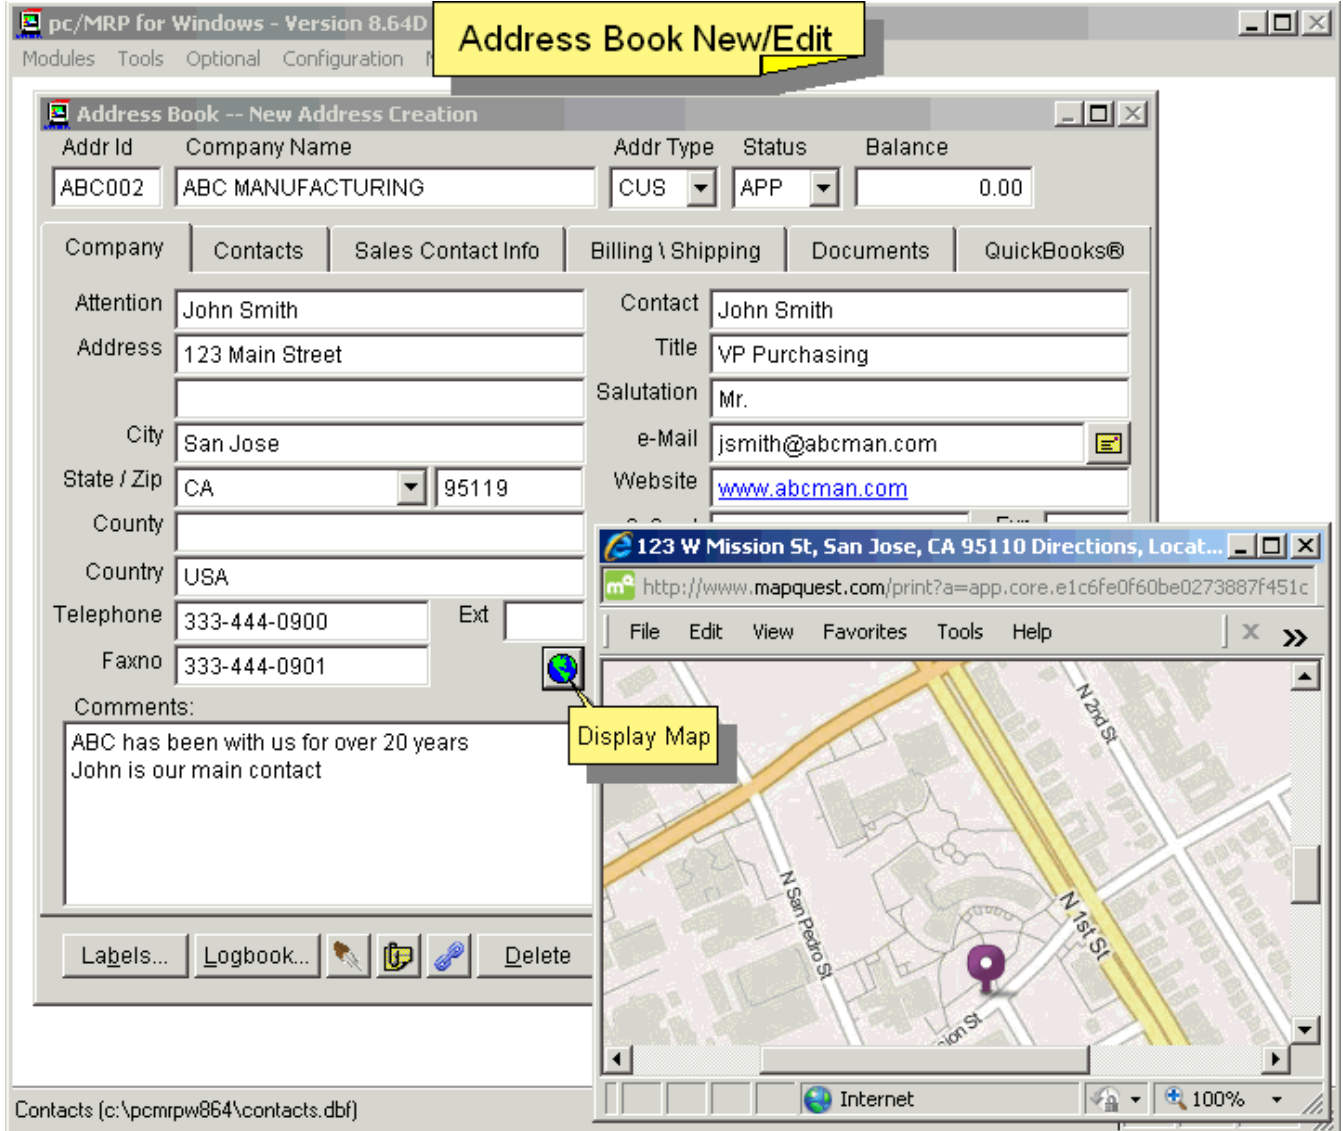 pc/MRP for Windows - Version 8.64D
Address Book New/Edit
Modules Tools Optional Configuration
Address Book -- New Address Creation
Addr Id Company Name Addr Type Status Balance
ABC002 ABC MANUFACTURING CUS APP 0.00
Company Contacts Sales Contact Info Billing \ Shipping Documents QuickBooks®
Attention John Smith Contact John Smith
Address 123 Main Street Title VP Purchasing
Salutation Mr.
City San Jose e-Mail jsmith@abcman.com
State / Zip CA 95119 Website www.abcman.com
County
Country USA
Telephone 333-444-0900 Ext
Faxno 333-444-0901
Display Map
Comments:
ABC has been with us for over 20 years
John is our main contact
Labels... Logbook... Delete
123 W Mission St, San Jose, CA 95110 Directions, Locat...
http://www.mapquest.com/print?a=app.core.e1c6fe0f60be0273887f451c
File Edit View Favorites Tools Help
N 2nd St
N San Pedro St
N 1st St
ion St
Internet 100%
Contacts (c:\pcmrpw864\contacts.dbf)